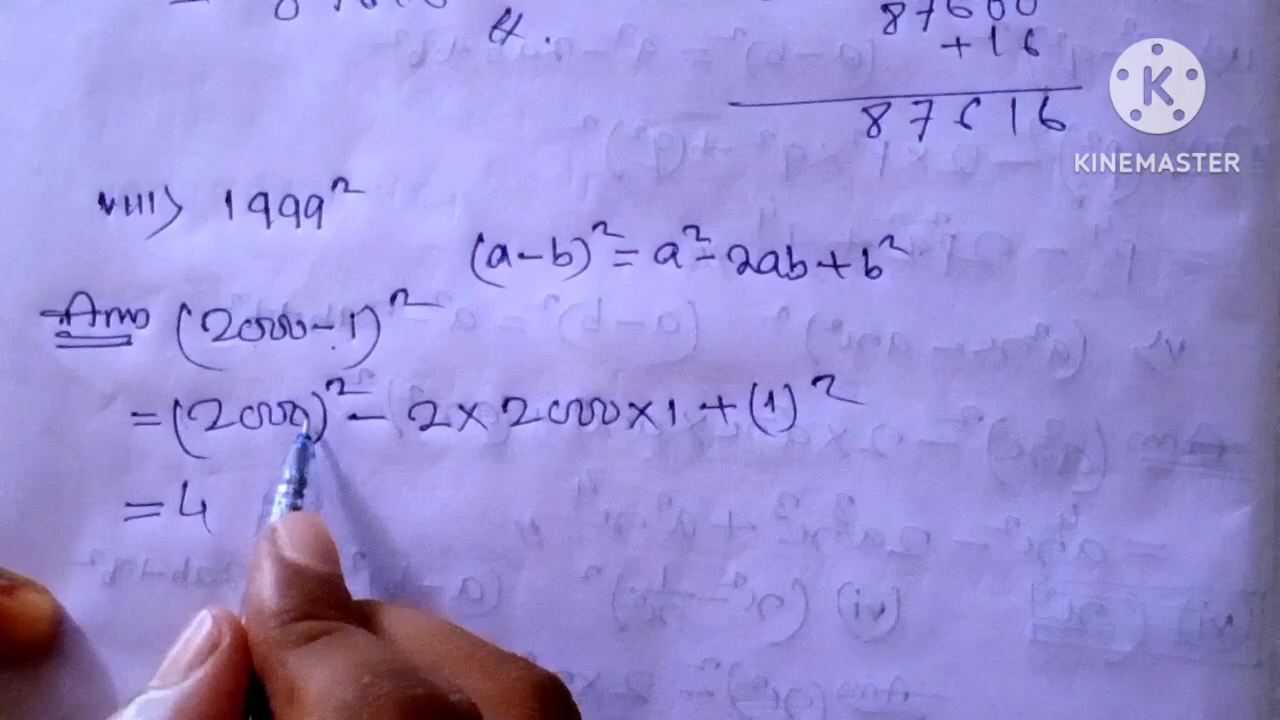 4.
87600
+16
87616
K
KINEMASTER
VIII) 1999²
(a-b)² = a² - 2ab + b²
Ans (2000-1)²
= (2000)² - 2 × 2000 × 1 + (1)²
= 4